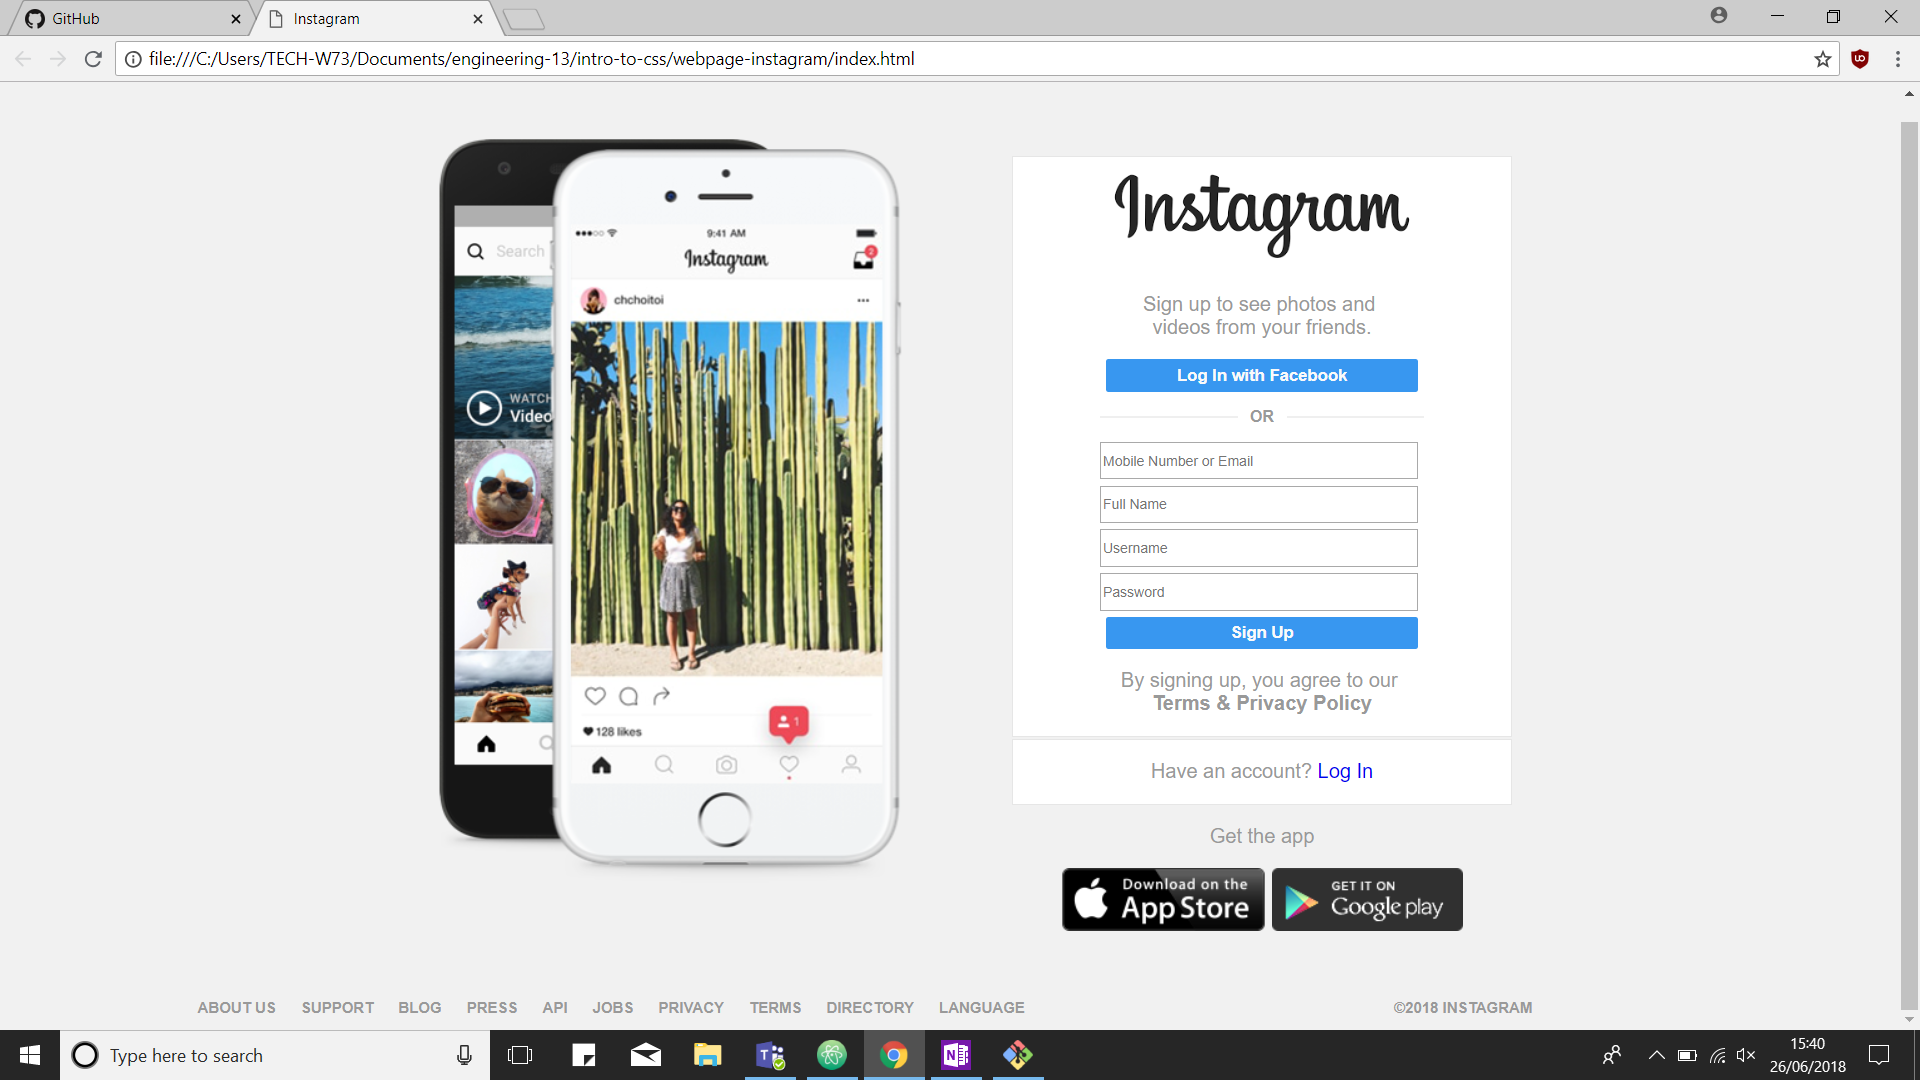 GitHub
Instagram
file:///C:/Users/TECH-W73/Documents/engineering-13/intro-to-css/webpage-instagram/index.html
Search
WATCH
Video
9:41 AM
Instagram
2
chchoitoi
1
128 likes
Instagram
Sign up to see photos and
videos from your friends.
Log In with Facebook
OR
Mobile Number or Email
Full Name
Username
Password
Sign Up
By signing up, you agree to our
Terms & Privacy Policy
Have an account? Log In
Get the app
Download on the
App Store
GET IT ON
Google play
ABOUT US SUPPORT BLOG PRESS API JOBS PRIVACY TERMS DIRECTORY LANGUAGE
©2018 INSTAGRAM
Type here to search
15:40
26/06/2018